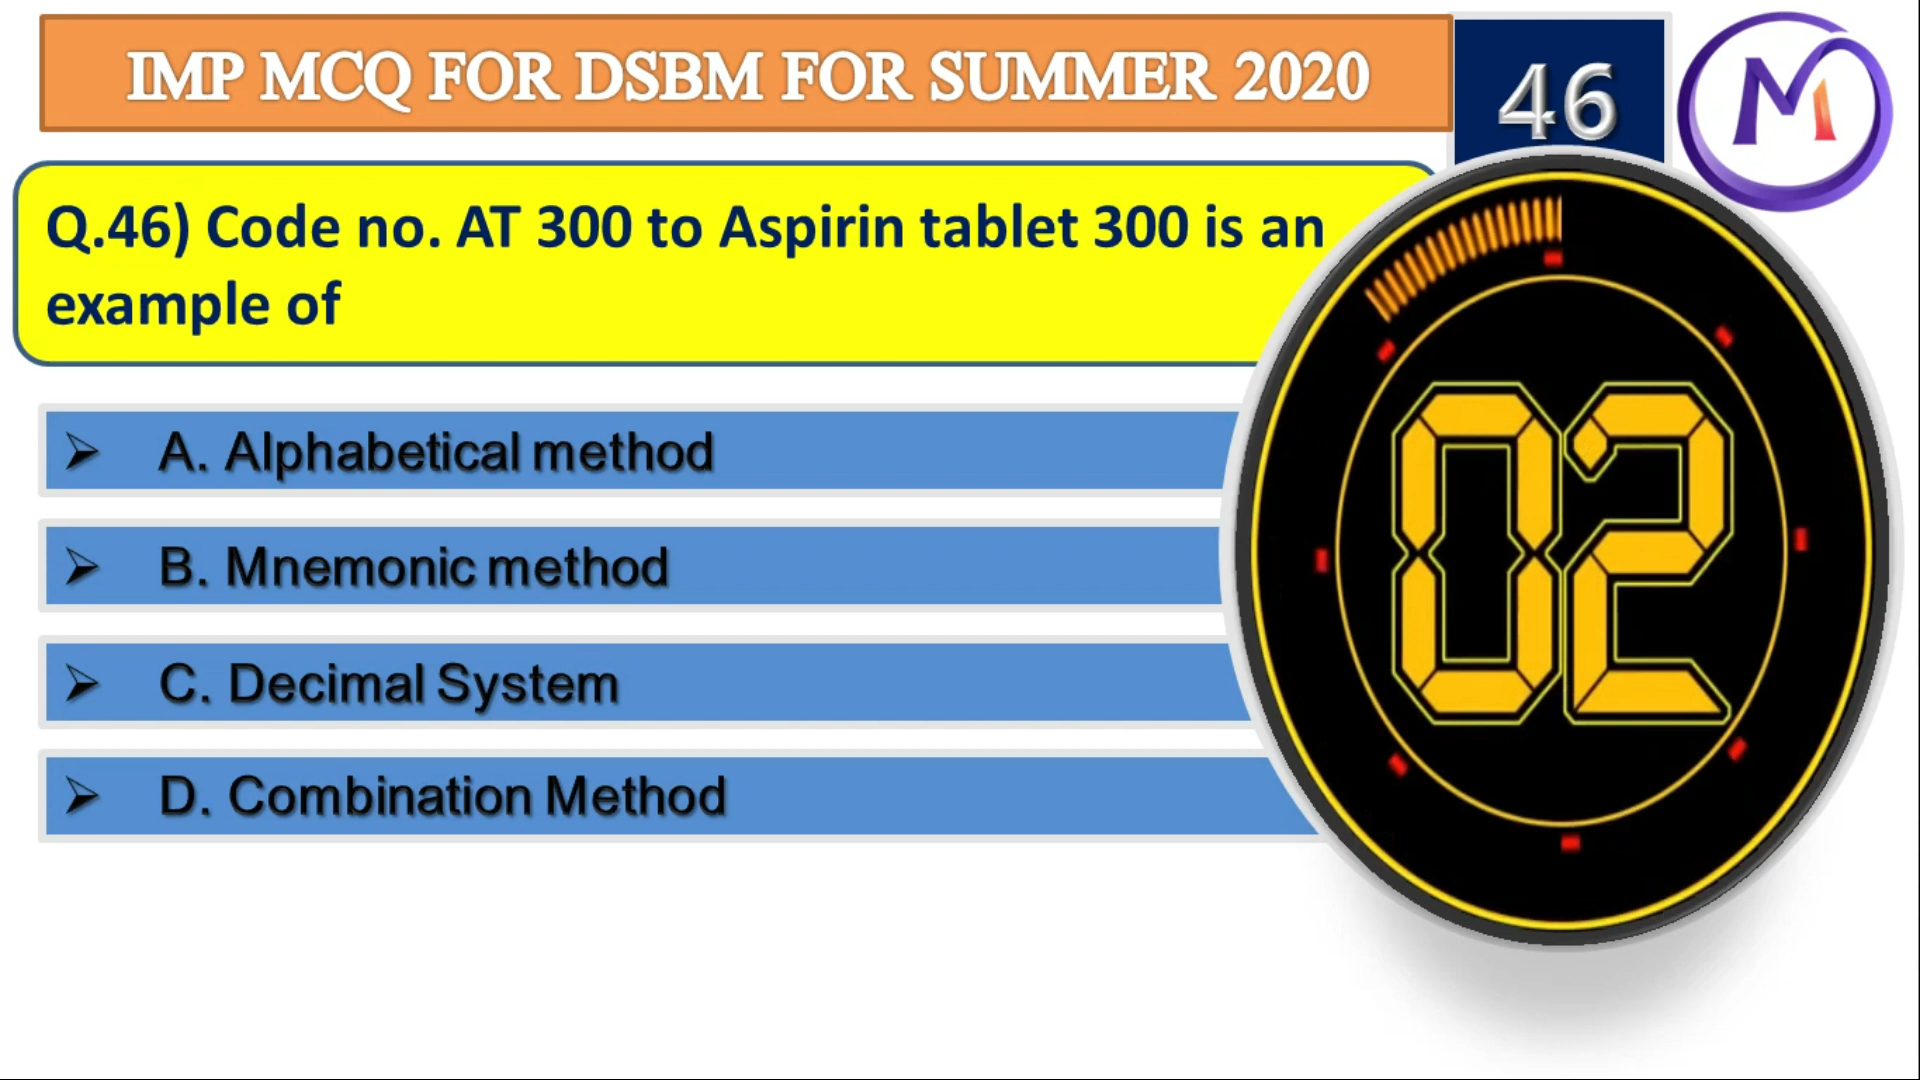 IMP MCQ FOR DSBM FOR SUMMER 2020
46
M
Q.46) Code no. AT 300 to Aspirin tablet 300 is an
example of
➢ A. Alphabetical method
➢ B. Mnemonic method
➢ C. Decimal System
➢ D. Combination Method
02